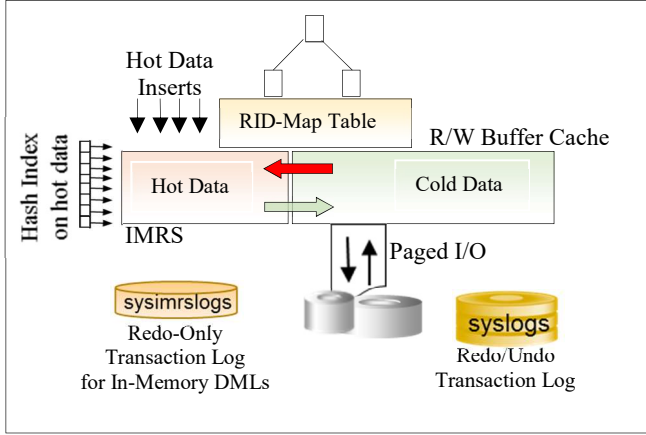 Hot Data
Inserts
RID-Map Table
R/W Buffer Cache
Hash Index
on hot data
Hot Data
Cold Data
IMRS
Paged I/O
sysimrslogs
Redo-Only
Transaction Log
for In-Memory DMLs
syslogs
Redo/Undo
Transaction Log